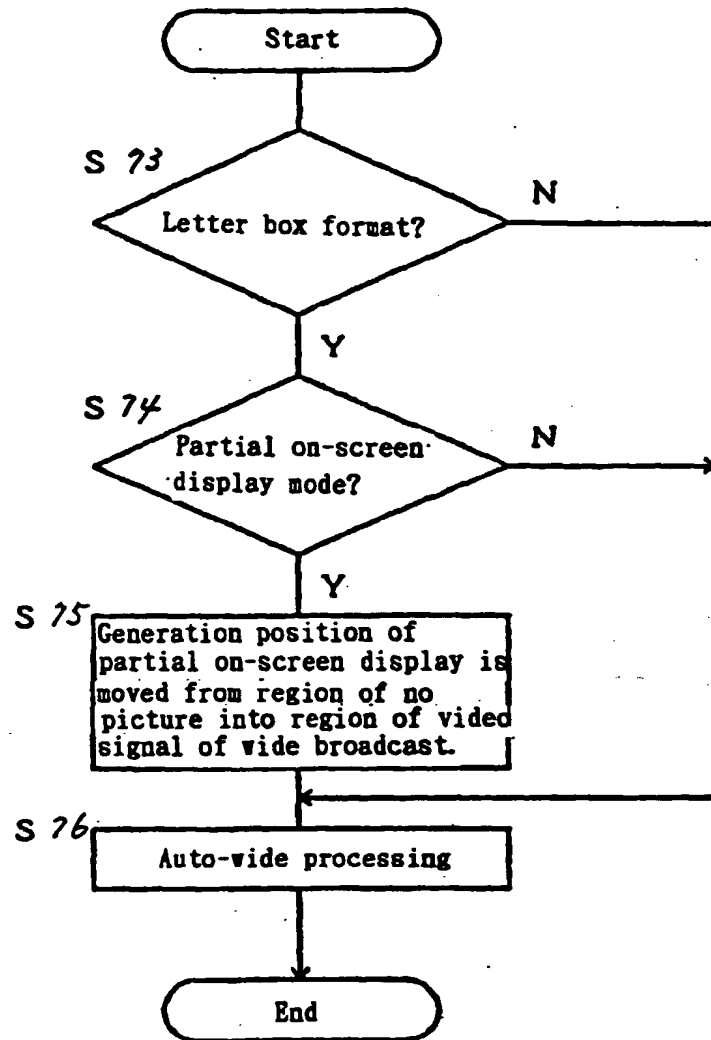 Start
S 73
N
Letter box format?
Y
S 74
N
Partial on-screen
display mode?
Y
S 75
Generation position of
partial on-screen display is
moved from region of no
picture into region of video
signal of wide broadcast.
S 76
Auto-wide processing
End